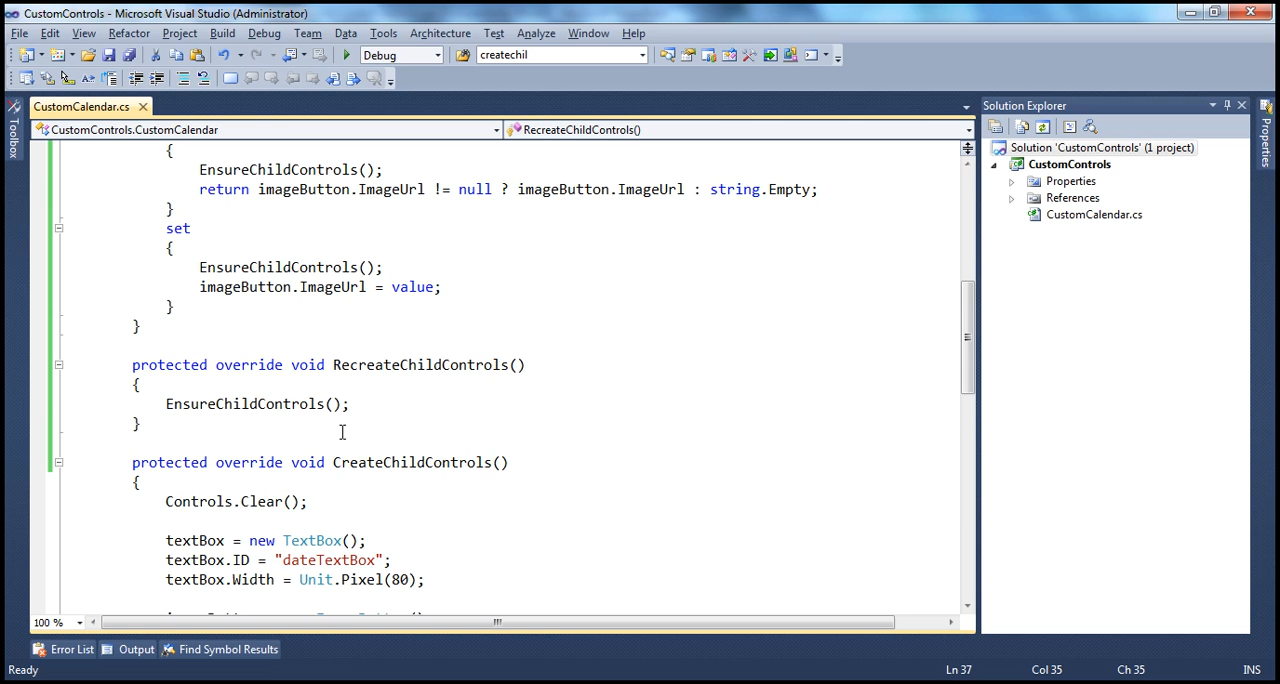 CustomControls - Microsoft Visual Studio (Administrator)
File Edit View Refactor Project Build Debug Team Data Tools Architecture Test Analyze Window Help
Debug createchil
CustomCalendar.cs
CustomControls.CustomCalendar RecreateChildControls()
Toolbox
{
EnsureChildControls();
return imageButton.ImageUrl != null ? imageButton.ImageUrl : string.Empty;
}
set
{
EnsureChildControls();
imageButton.ImageUrl = value;
}
}
protected override void RecreateChildControls()
{
EnsureChildControls();
}
protected override void CreateChildControls()
{
Controls.Clear();
textBox = new TextBox();
textBox.ID = "dateTextBox";
textBox.Width = Unit.Pixel(80);
100 %
Solution Explorer
Solution 'CustomControls' (1 project)
CustomControls
Properties
References
CustomCalendar.cs
Properties
Error List Output Find Symbol Results
Ready Ln 37 Col 35 Ch 35 INS